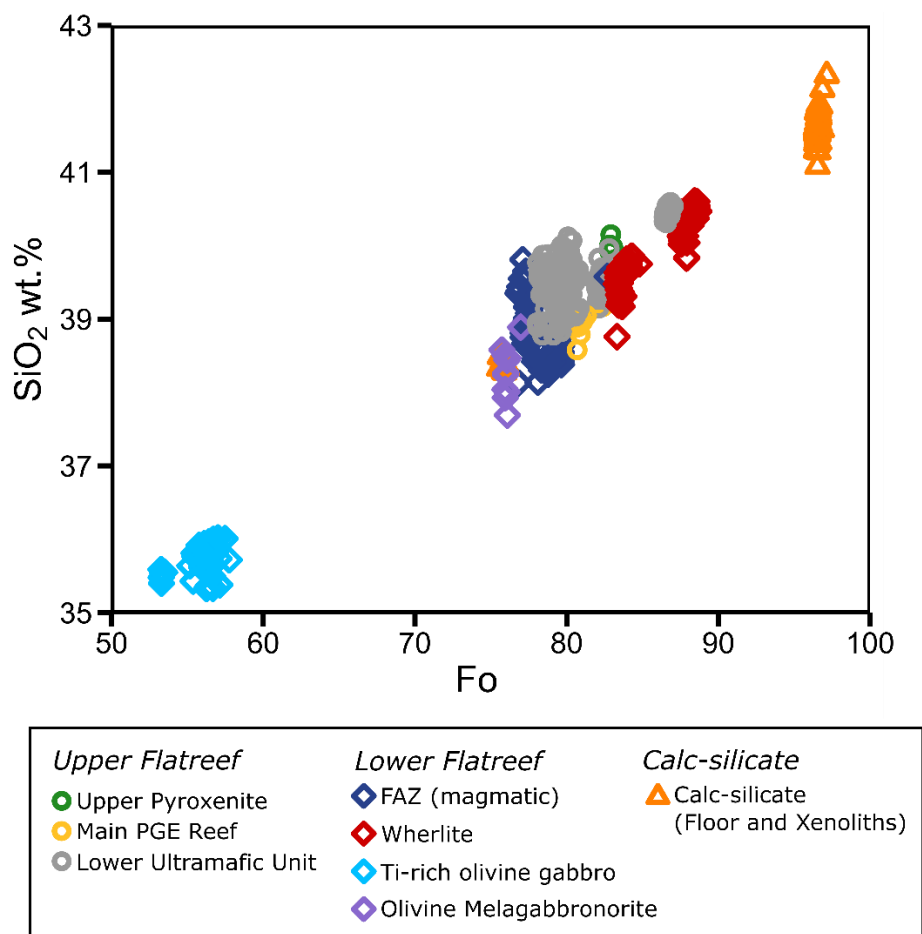 43
41
39
37
35
SiO2 wt.%
50 60 70 80 90 100
Fo
Upper Flatreef
Upper Pyroxenite
Main PGE Reef
Lower Ultramafic Unit
Lower Flatreef
FAZ (magmatic)
Wherlite
Ti-rich olivine gabbro
Olivine Melagabbronorite
Calc-silicate
Calc-silicate
(Floor and Xenoliths)